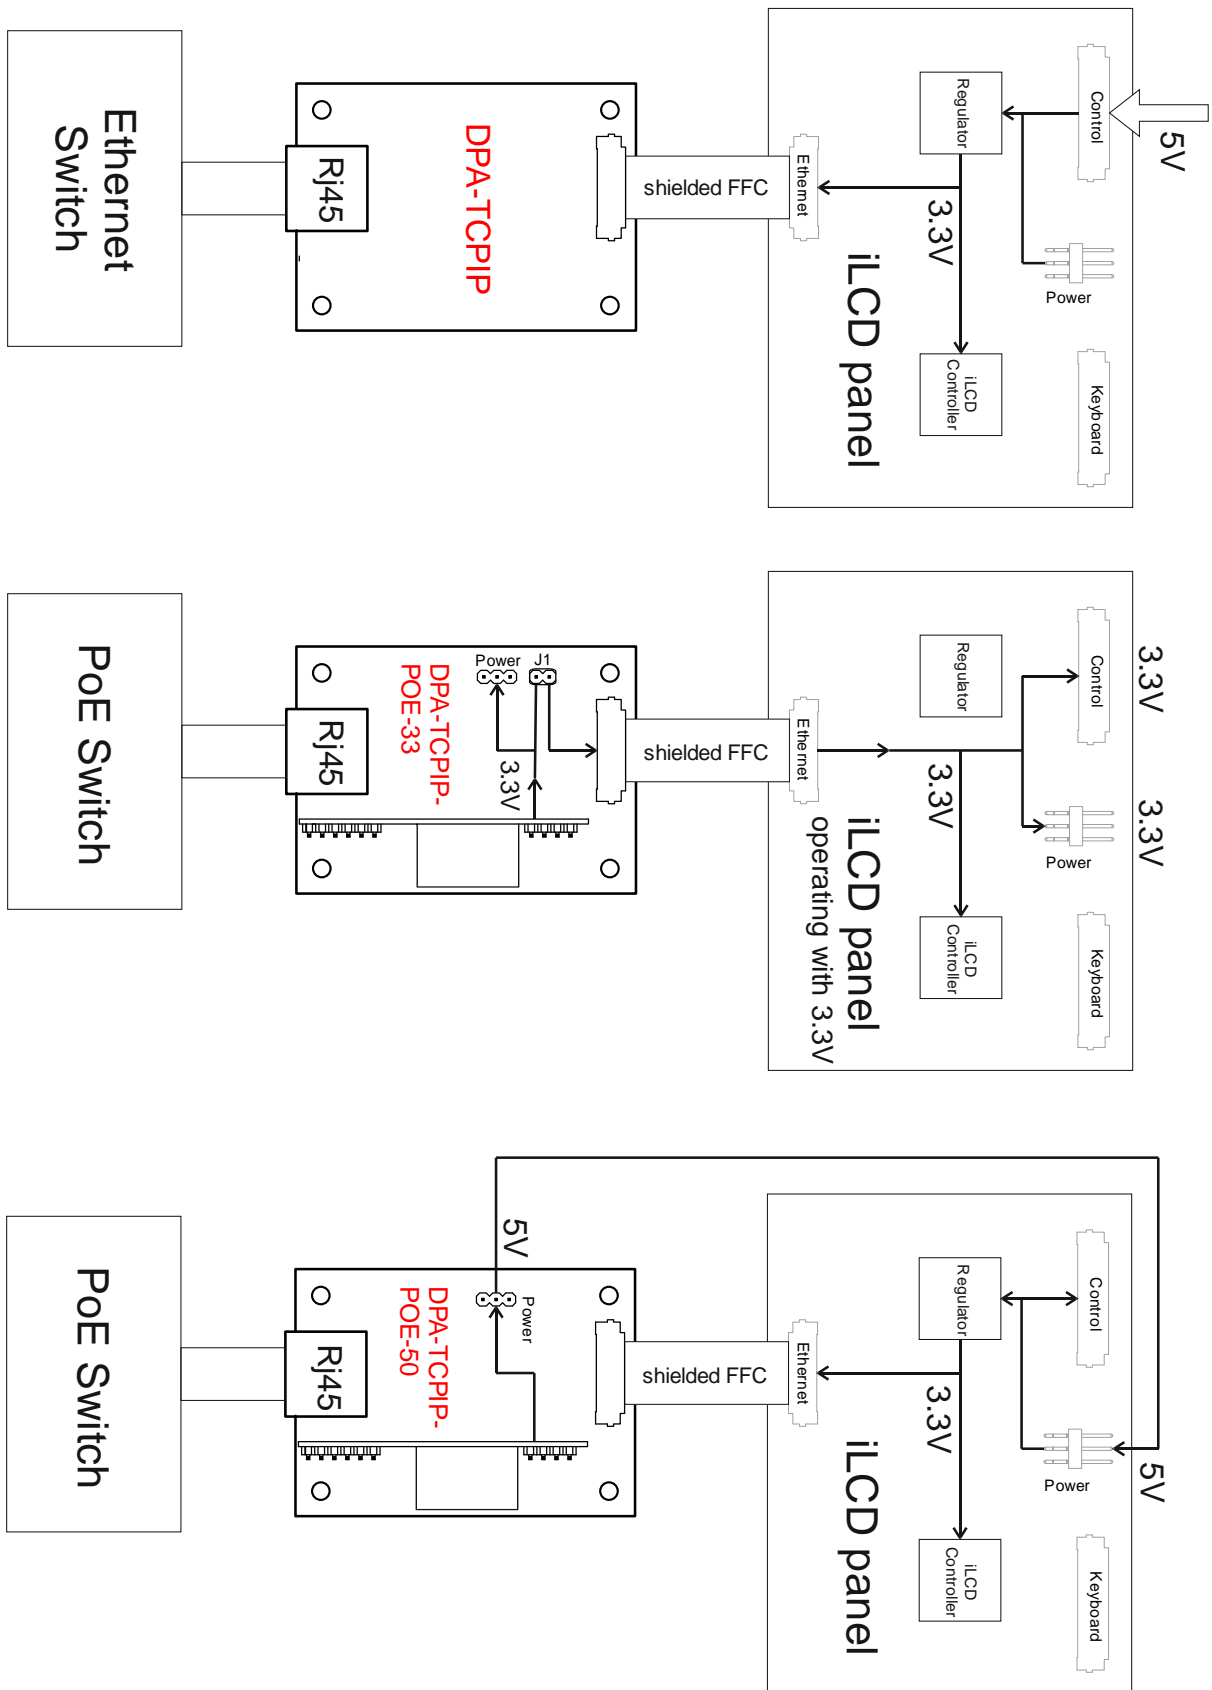 Ethernet
Switch
Rj45
DPA-TCPIP
shielded FFC
Ethernet
Regulator
Control
5V
3.3V
Power
iLCD
Controller
Keyboard
iLCD panel
PoE Switch
Rj45
Power
J1
DPA-TCPIP-
POE-33
3.3V
shielded FFC
Ethernet
Regulator
Control
3.3V
3.3V
3.3V
Power
iLCD
Controller
Keyboard
iLCD panel
operating with 3.3V
PoE Switch
Rj45
5V
Power
DPA-TCPIP-
POE-50
shielded FFC
Ethernet
Regulator
Control
3.3V
Power
5V
iLCD
Controller
Keyboard
iLCD panel